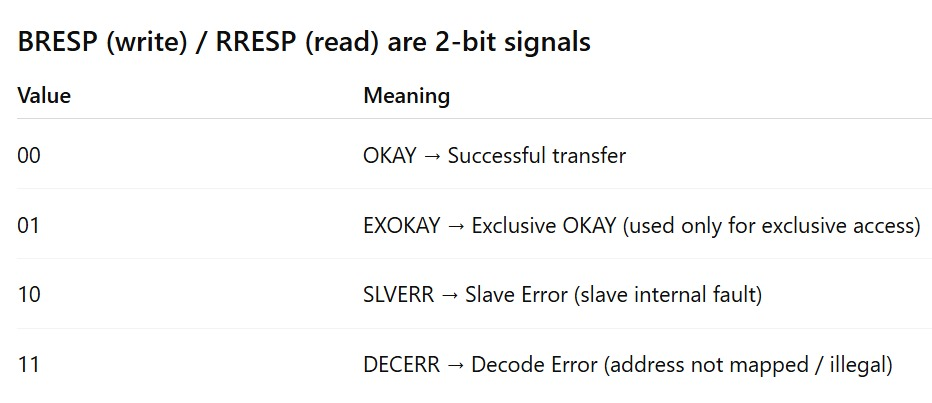 BRESP (write) / RRESP (read) are 2-bit signals
Value Meaning
00 OKAY → Successful transfer
01 EXOKAY → Exclusive OKAY (used only for exclusive access)
10 SLVERR → Slave Error (slave internal fault)
11 DECERR → Decode Error (address not mapped / illegal)